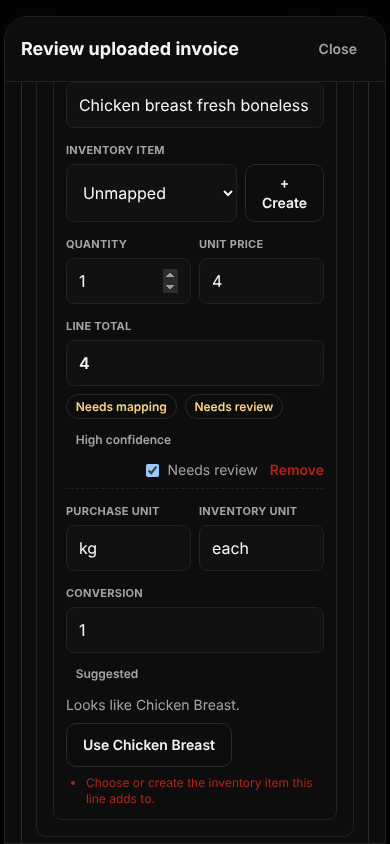 Review uploaded invoice
Close
Chicken breast fresh boneless
INVENTORY ITEM
Unmapped
+
Create
QUANTITY
UNIT PRICE
1
4
LINE TOTAL
4
Needs mapping
Needs review
High confidence
Needs review
Remove
PURCHASE UNIT
INVENTORY UNIT
kg
each
CONVERSION
1
Suggested
Looks like Chicken Breast.
Use Chicken Breast
• Choose or create the inventory item this
line adds to.